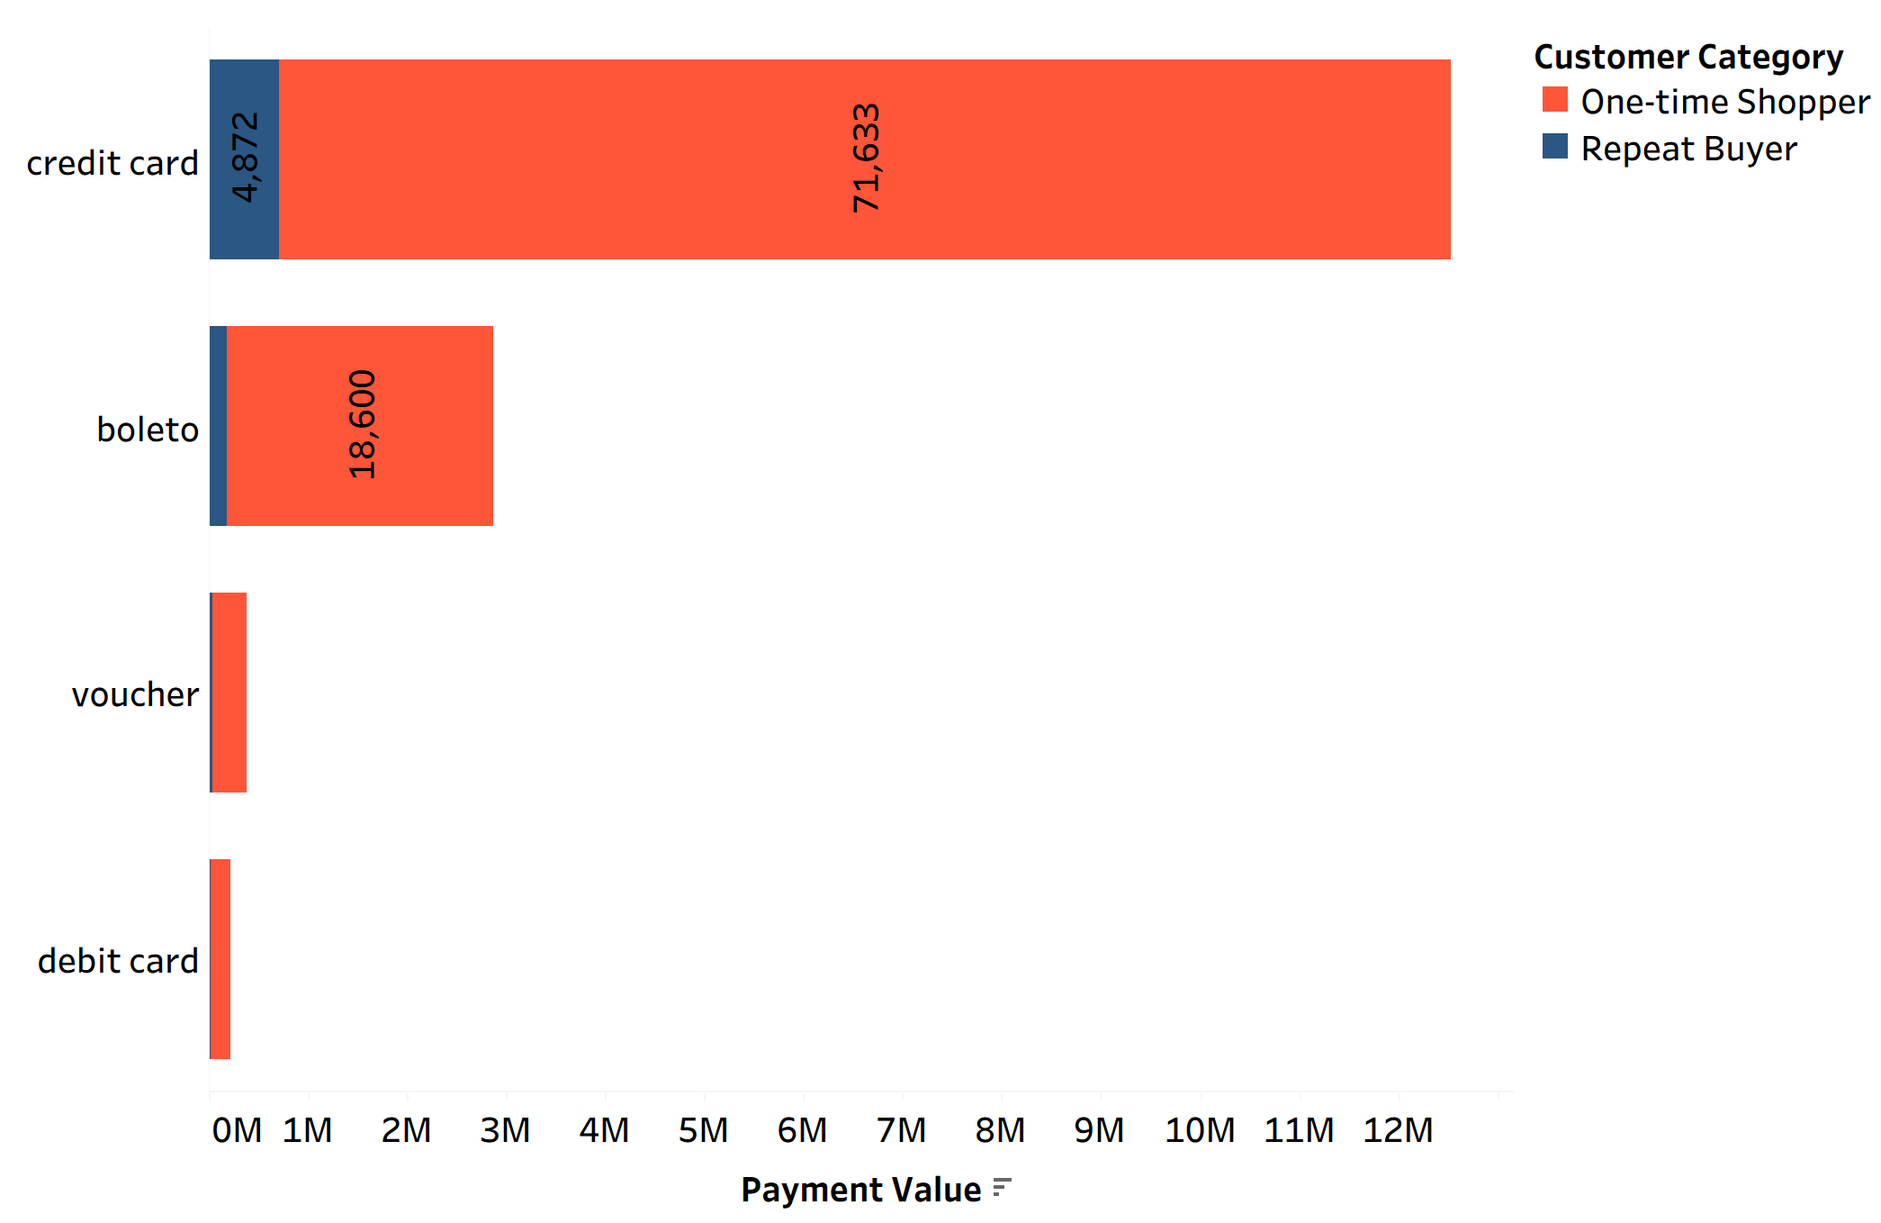 Customer Category
One-time Shopper
Repeat Buyer
credit card
4,872
71,633
boleto
18,600
voucher
debit card
0M 1M 2M 3M 4M 5M 6M 7M 8M 9M 10M 11M 12M
Payment Value